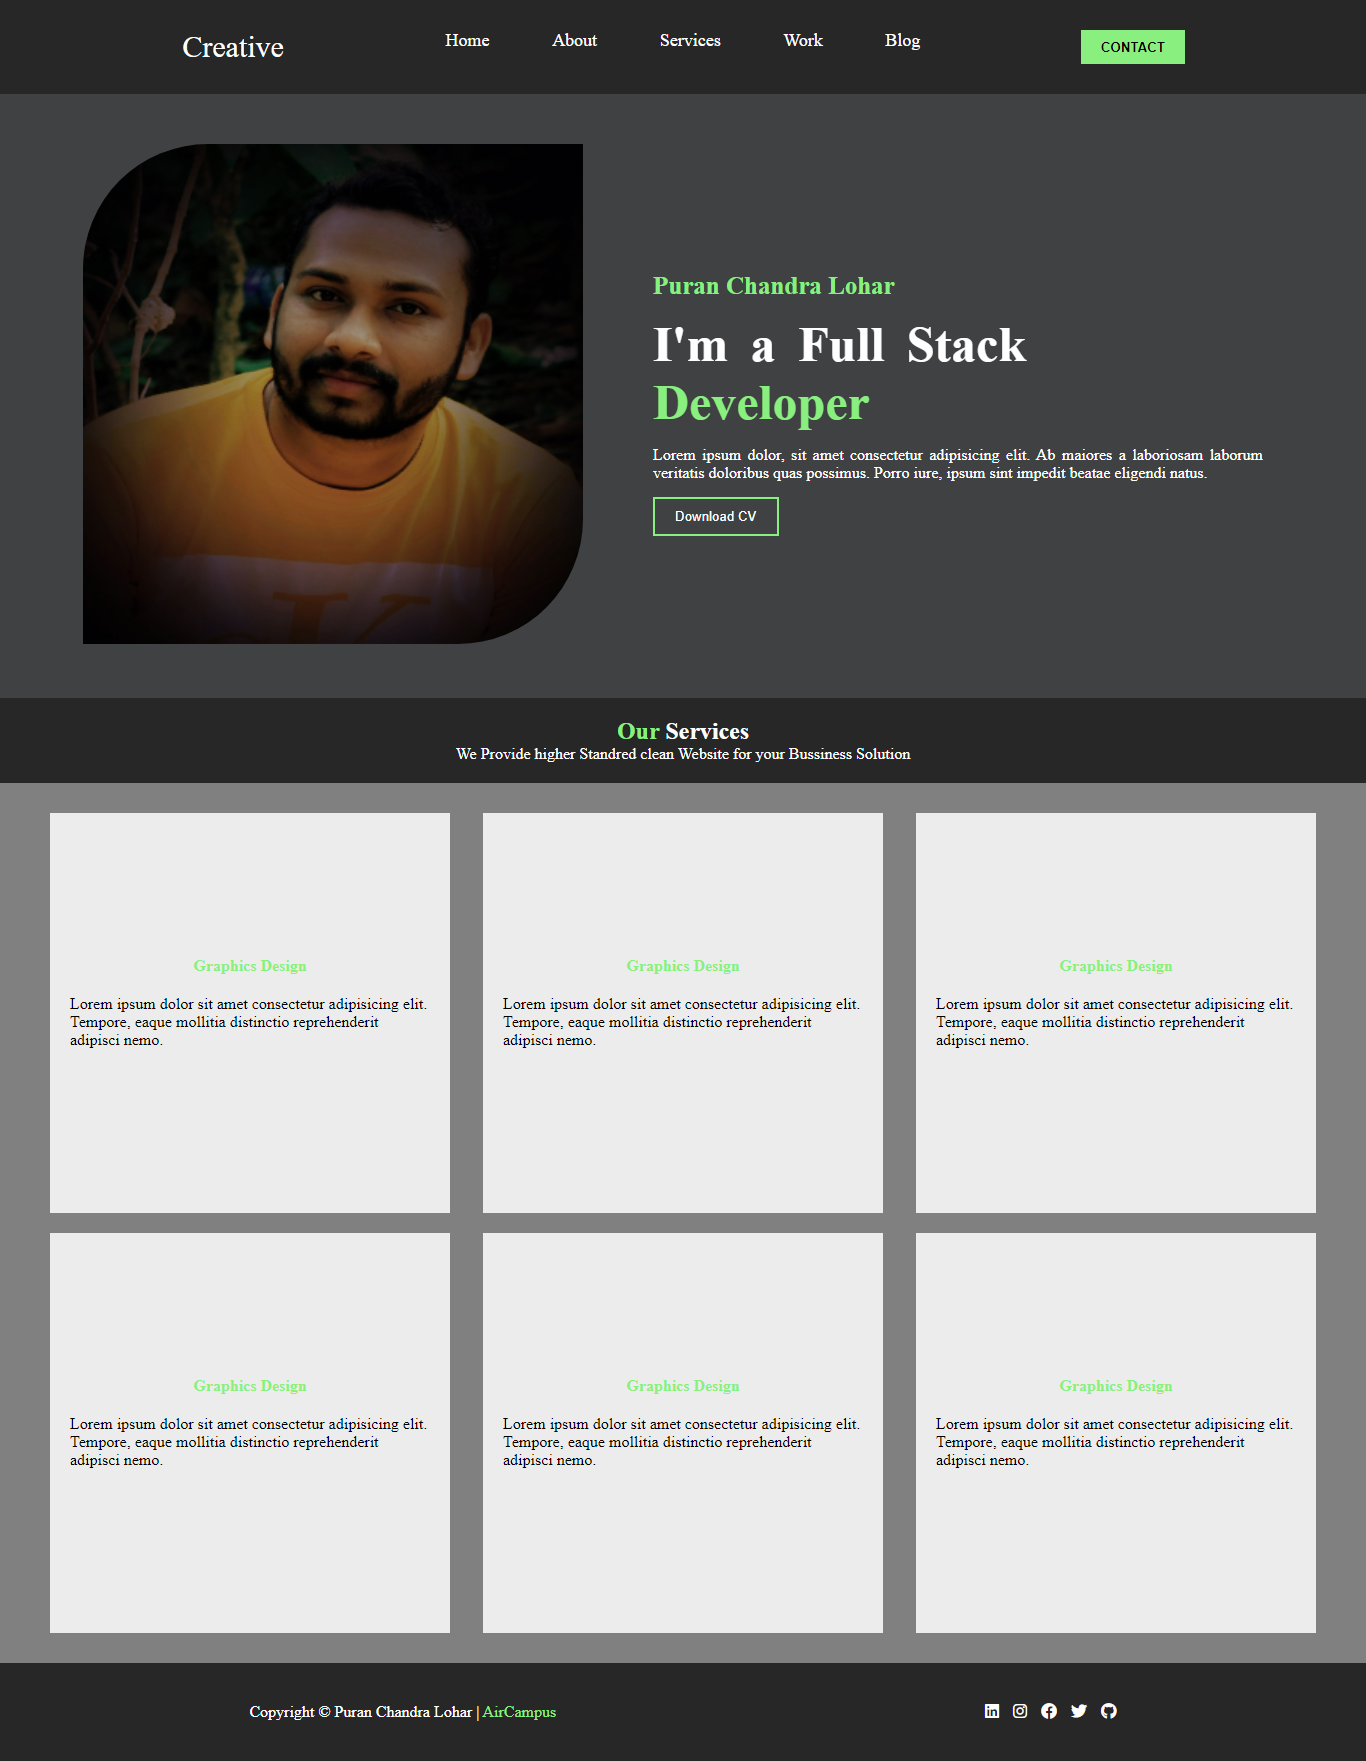 Creative
Home About Services Work Blog
CONTACT
Puran Chandra Lohar
I'm a Full Stack
Developer
Lorem ipsum dolor, sit amet consectetur adipisicing elit. Ab maiores a laboriosam laborum
veritatis doloribus quas possimus. Porro iure, ipsum sint impedit beatae eligendi natus.
Download CV
Our Services
We Provide higher Standred clean Website for your Bussiness Solution
Graphics Design
Lorem ipsum dolor sit amet consectetur adipisicing elit.
Tempore, eaque mollitia distinctio reprehenderit
adipisci nemo.
Graphics Design
Lorem ipsum dolor sit amet consectetur adipisicing elit.
Tempore, eaque mollitia distinctio reprehenderit
adipisci nemo.
Graphics Design
Lorem ipsum dolor sit amet consectetur adipisicing elit.
Tempore, eaque mollitia distinctio reprehenderit
adipisci nemo.
Graphics Design
Lorem ipsum dolor sit amet consectetur adipisicing elit.
Tempore, eaque mollitia distinctio reprehenderit
adipisci nemo.
Graphics Design
Lorem ipsum dolor sit amet consectetur adipisicing elit.
Tempore, eaque mollitia distinctio reprehenderit
adipisci nemo.
Graphics Design
Lorem ipsum dolor sit amet consectetur adipisicing elit.
Tempore, eaque mollitia distinctio reprehenderit
adipisci nemo.
Copyright © Puran Chandra Lohar | AirCampus